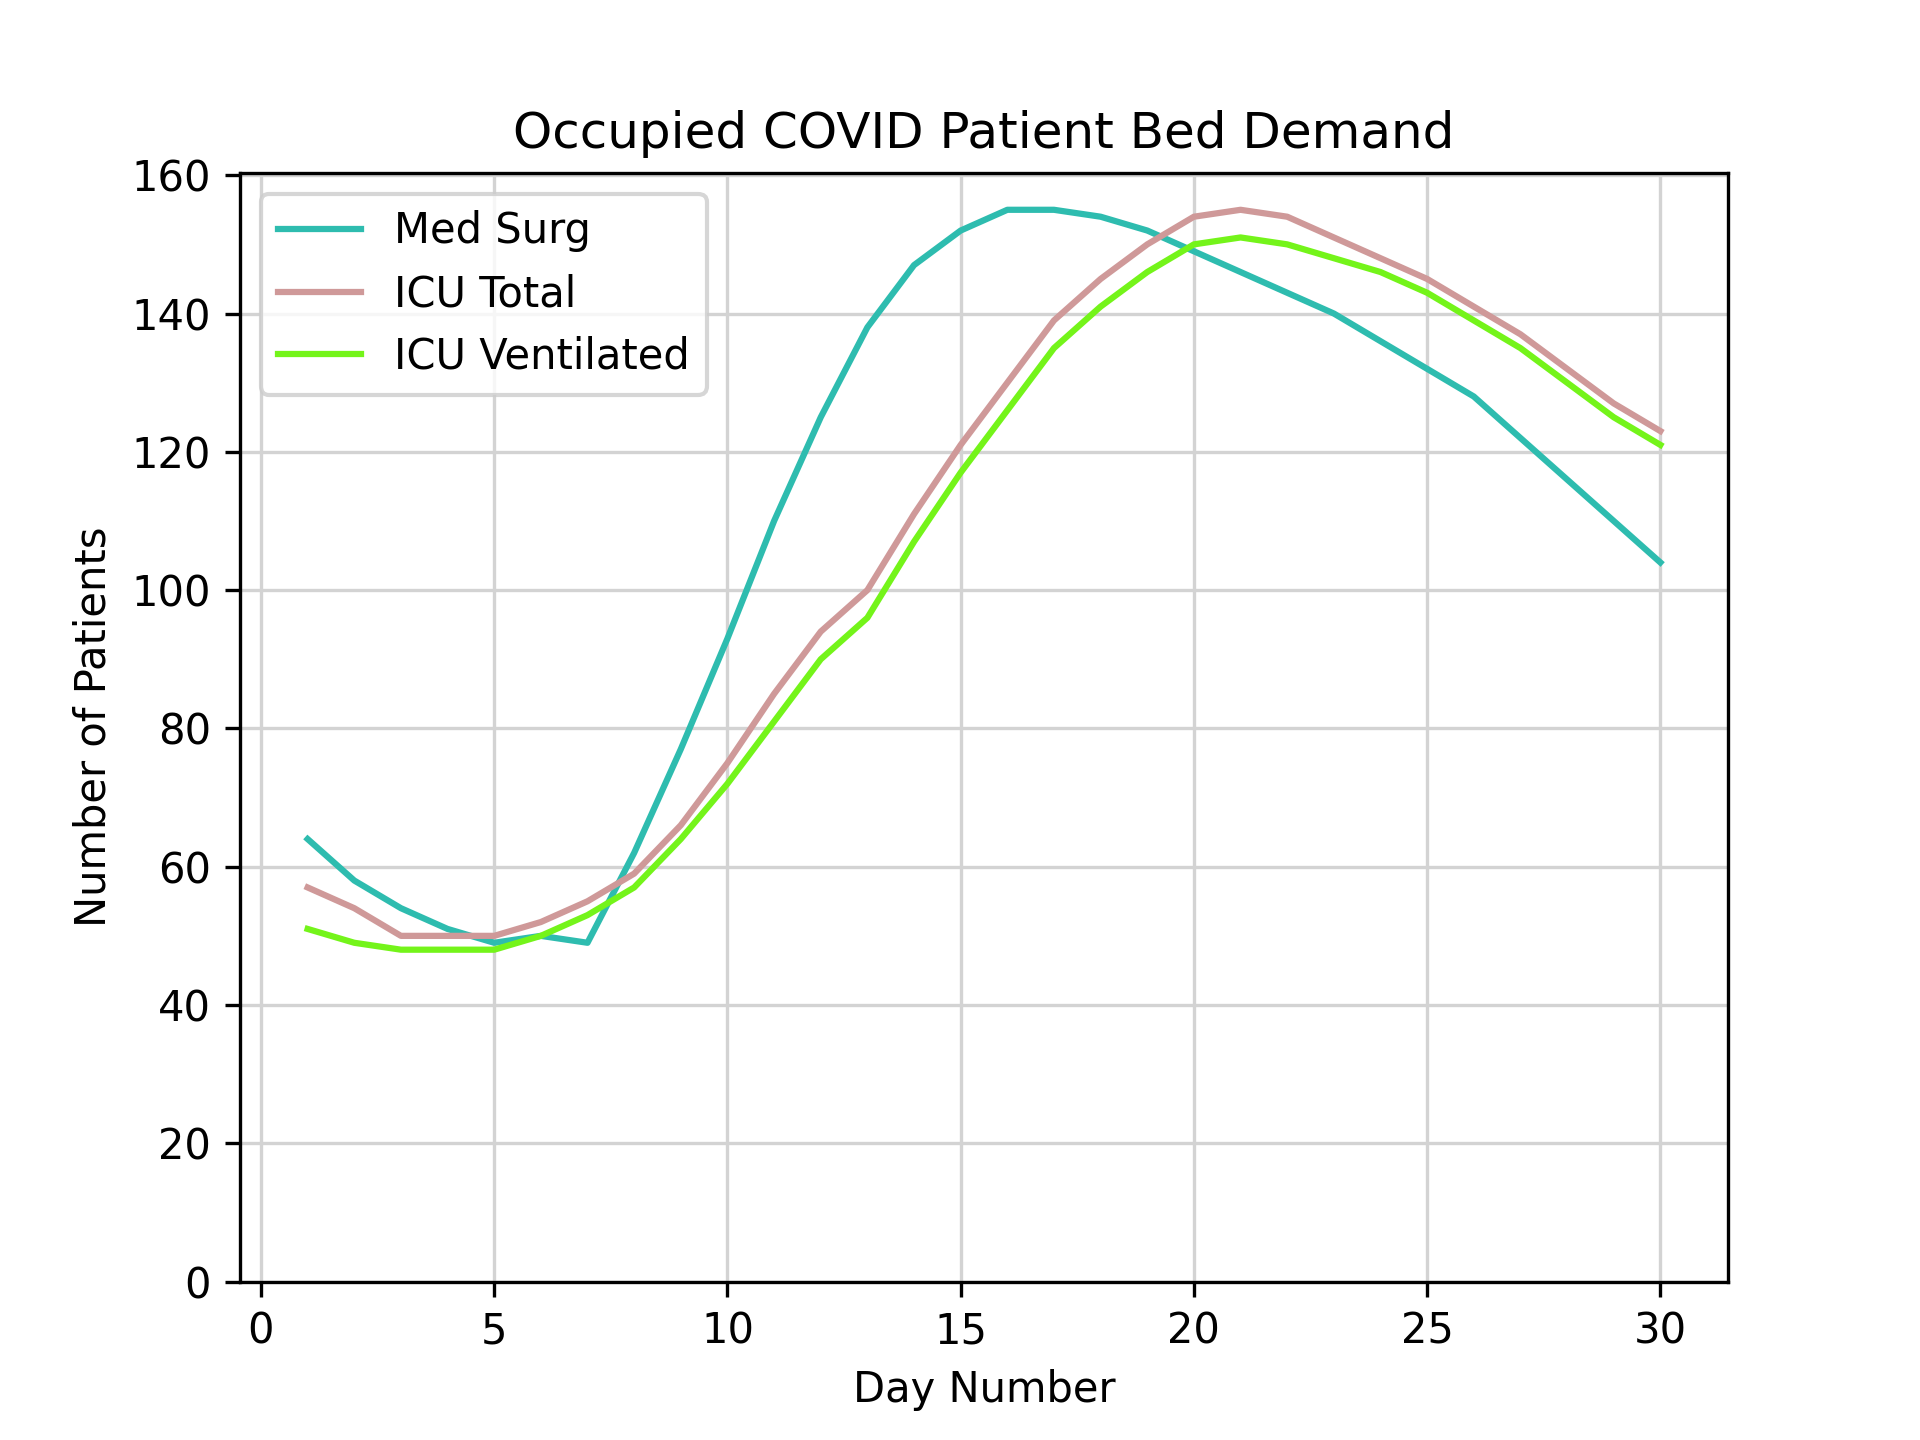 Occupied COVID Patient Bed Demand
160
140
120
100
80
60
40
20
0
Number of Patients
Med Surg
ICU Total
ICU Ventilated
0 5 10 15 20 25 30
Day Number